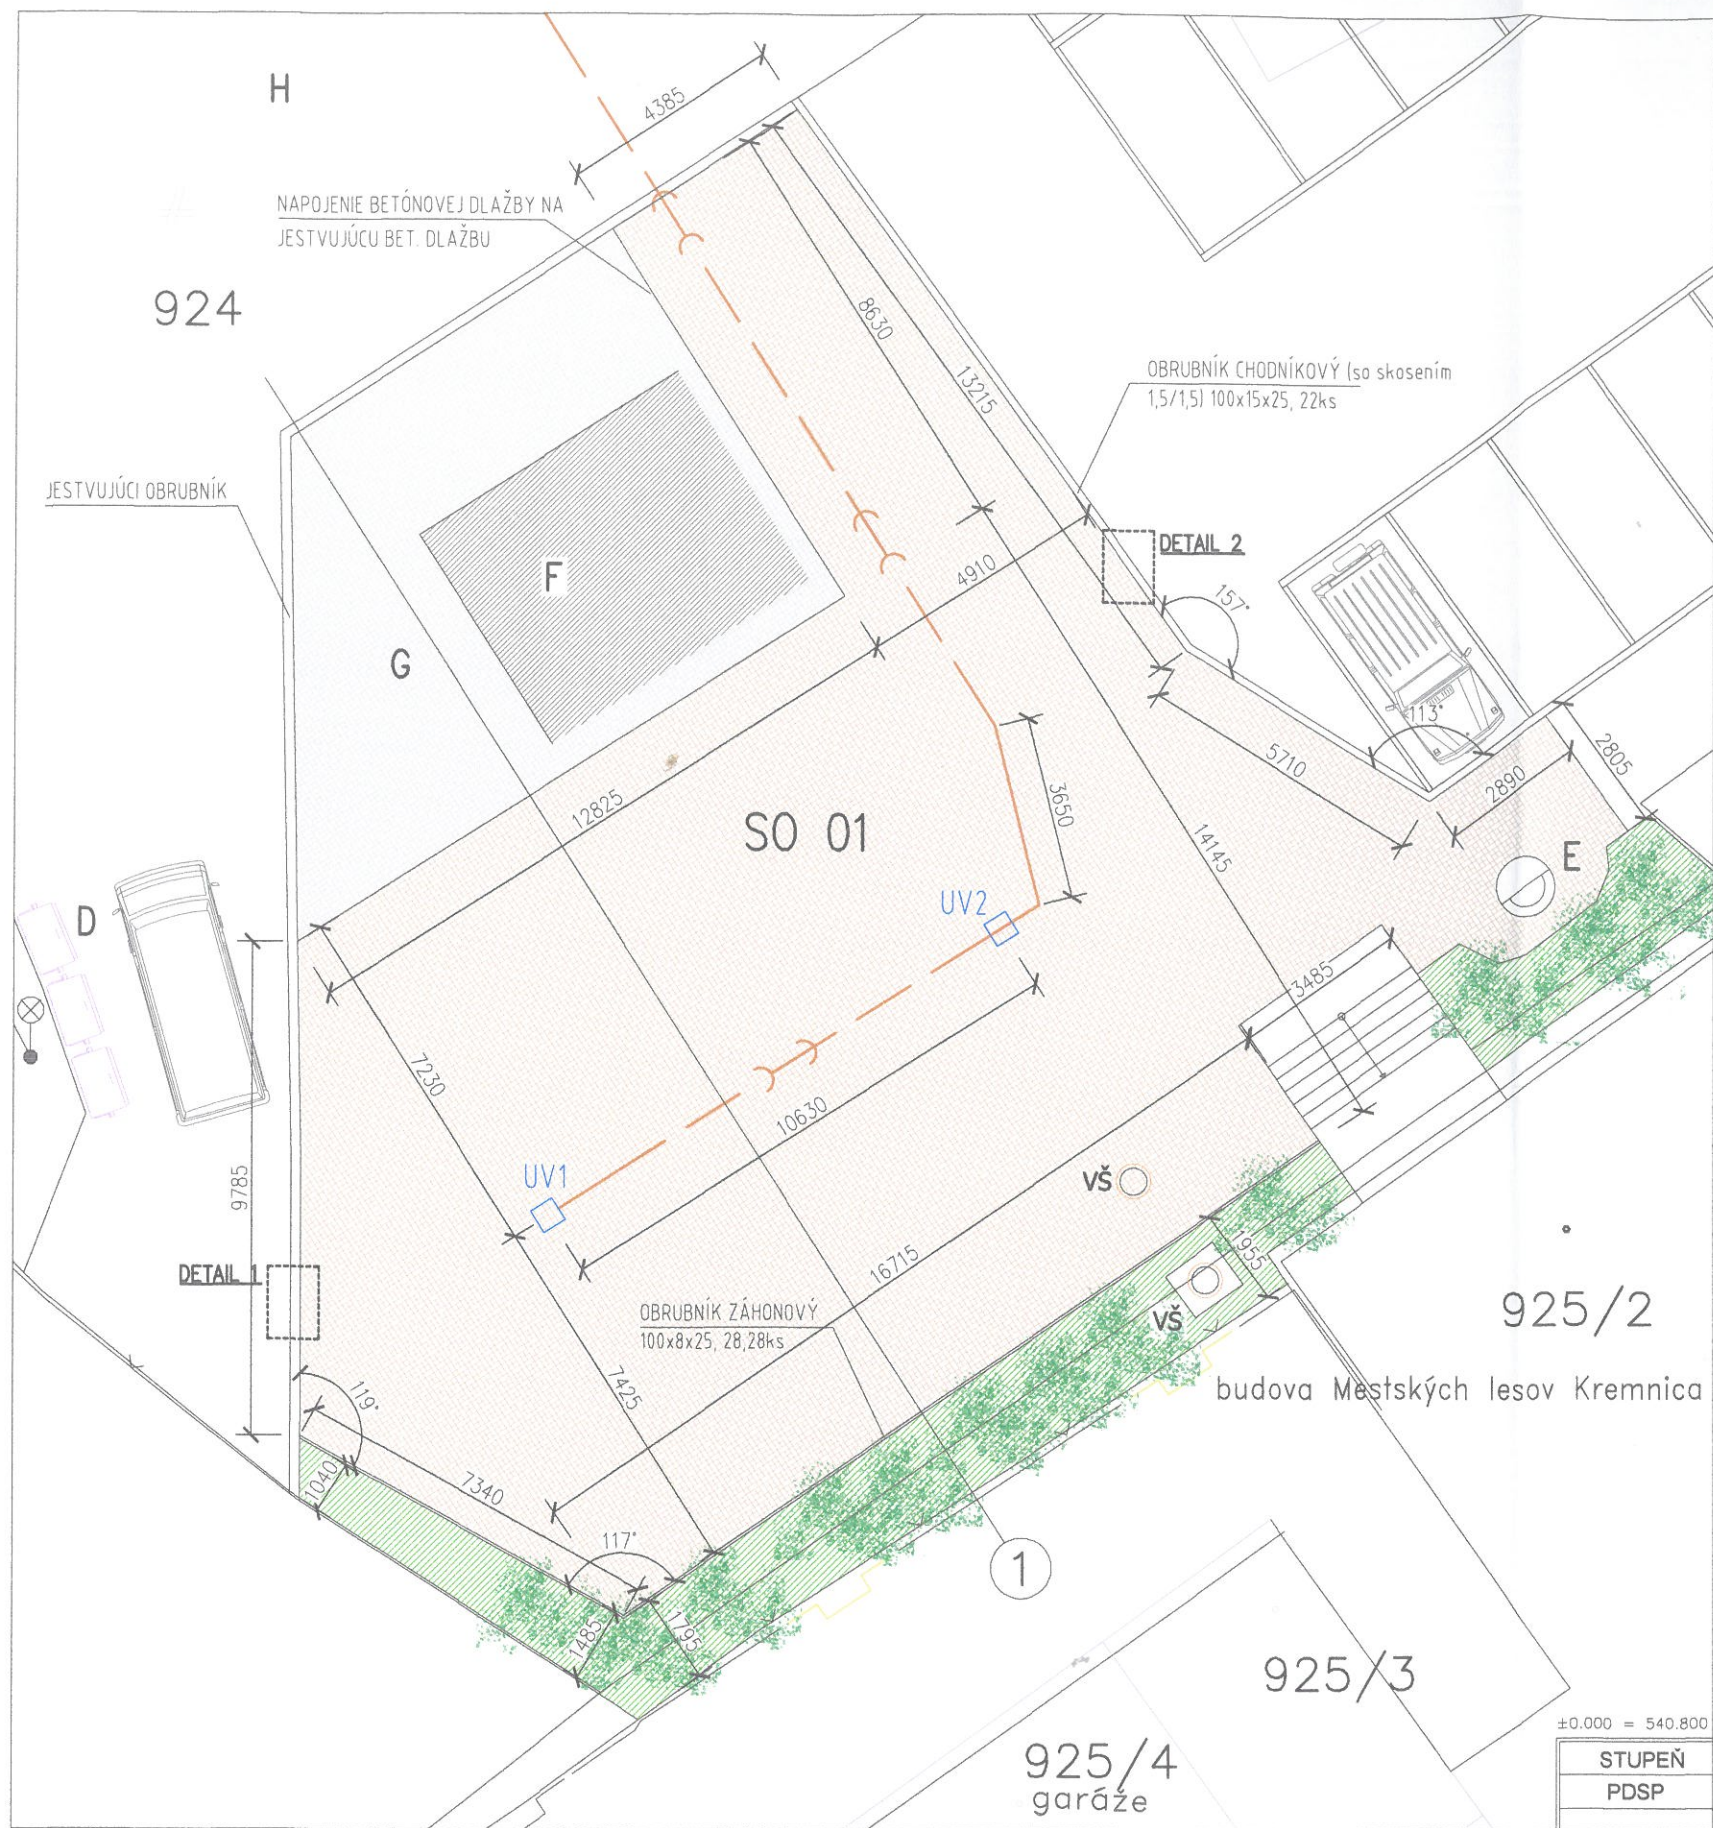 H
4385
NAPOJENIE BETÓNOVEJ DLAŽBY NA
JESTVUJÚCU BET. DLAŽBU
924
8630
13215
OBRUBNÍK CHODNÍKOVÝ (so skosením
1,5/1,5) 100x15x25, 22ks
JESTVUJÚCI OBRUBNÍK
F
4910
DETAIL 2
157°
G
113°
5710
2890
2805
12825
SO 01
3650
14145
E
UV2
D
3485
7230
10630
UV1
VŠ
9785
16715
1955
DETAIL 1
OBRUBNÍK ZÁHONOVÝ
100x8x25, 28,28ks
VŠ
925/2
budova Mestských lesov Kremnica
7425
119°
1040
7340
117°
1
1485
1795
925/3
±0.000 = 540.800
925/4
garáže
STUPEŇ
PDSP